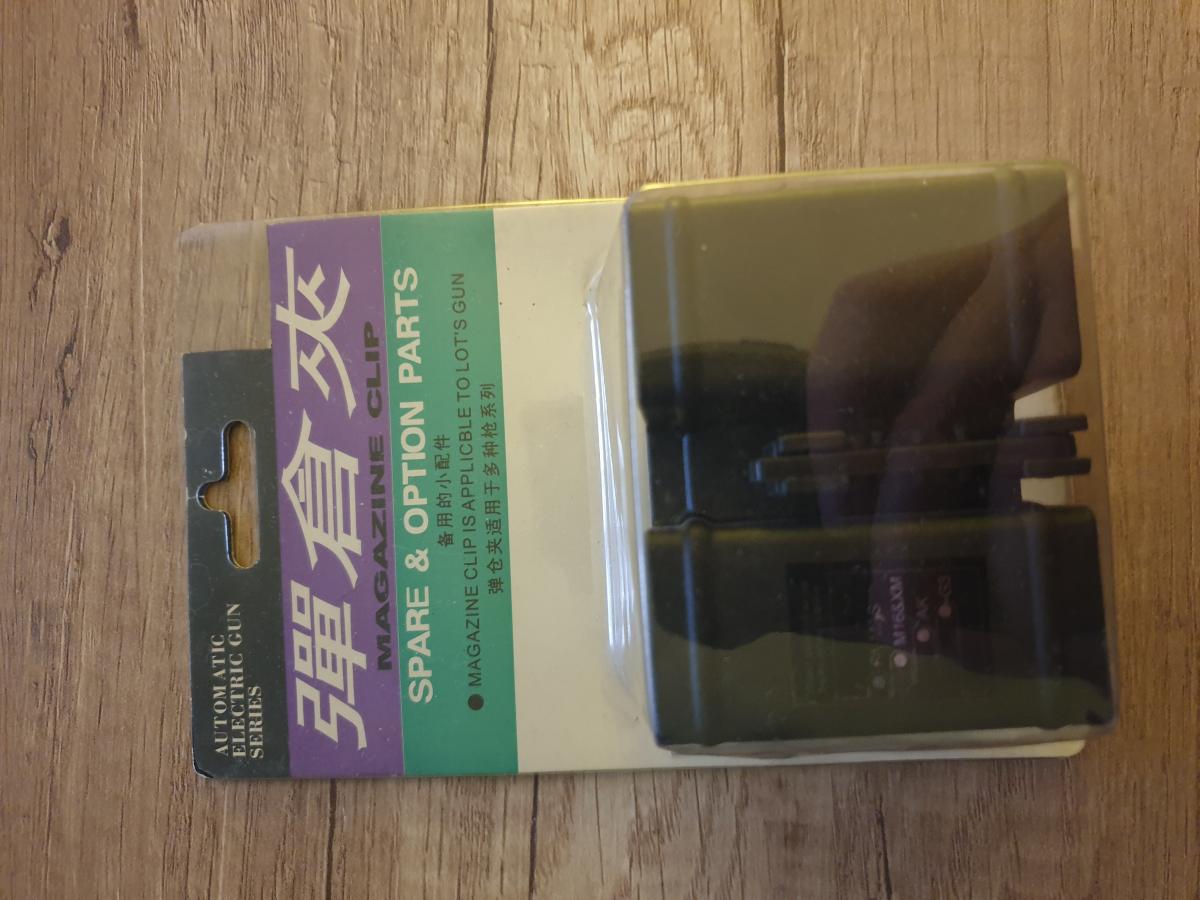 AUTOMATIC
ELECTRIC GUN
SERIES
彈倉夾
MAGAZINE CLIP
SPARE & OPTION PARTS
备用的小配件
● MAGAZINE CLIP IS APPLICBLE TO LOT'S GUN
弹仓夹适用于多种枪系列
● M16&XM
● AK
● G3